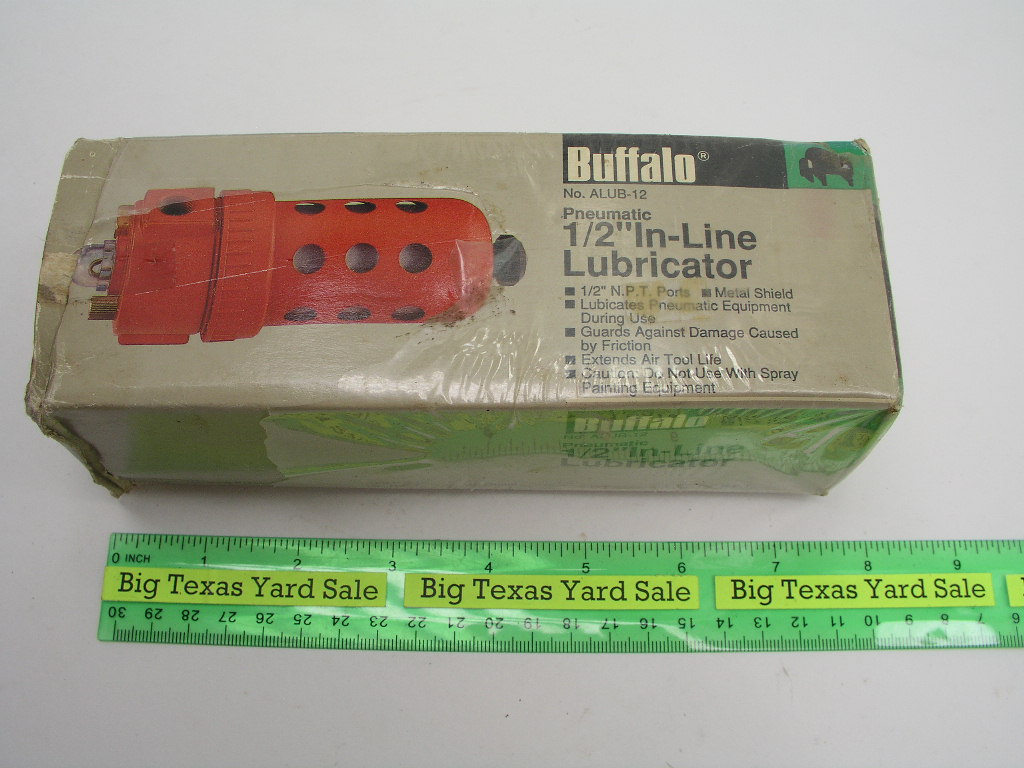 Buffalo®
No. ALUB-12
Pneumatic
1/2" In-Line
Lubricator
■ 1/2" N.P.T. Ports ■ Metal Shield
■ Lubicates Pneumatic Equipment
During Use
■ Guards Against Damage Caused
by Friction
■ Extends Air Tool Life
■ Caution: Do Not Use With Spray
Painting Equipment
Buffalo
Pneumatic
1/2" In-Line
Lubricator
0 INCH 1 2 3 4 5 6 7 8 9
Big Texas Yard Sale Big Texas Yard Sale Big Texas Yard Sale
30 29 28 27 26 25 24 23 22 21 20 19 18 17 16 15 14 13 12 11 10 9 8 7 6